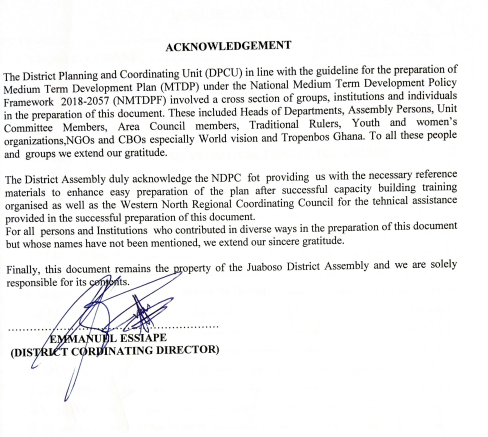 ACKNOWLEDGEMENT
The District Planning and Coordinating Unit (DPCU) in line with the guideline for the preparation of
Medium Term Development Plan (MTDP) under the National Medium Term Development Policy
Framework 2018-2057 (NMTDPF) involved a cross section of groups, institutions and individuals
in the preparation of this document. These included Heads of Departments, Assembly Persons, Unit
Committee Members, Area Council members, Traditional Rulers, Youth and women's
organizations,NGOs and CBOs especially World vision and Tropenbos Ghana. To all these people
and groups we extend our gratitude.
The District Assembly duly acknowledge the NDPC fot providing us with the necessary reference
materials to enhance easy preparation of the plan after successful capacity building training
organised as well as the Western North Regional Coordinating Council for the tehnical assistance
provided in the successful preparation of this document.
For all persons and Institutions who contributed in diverse ways in the preparation of this document
but whose names have not been mentioned, we extend our sincere gratitude.
Finally, this document remains the property of the Juaboso District Assembly and we are solely
responsible for its contents.
EMMANUEL ESSIAPE
(DISTRICT CORDINATING DIRECTOR)